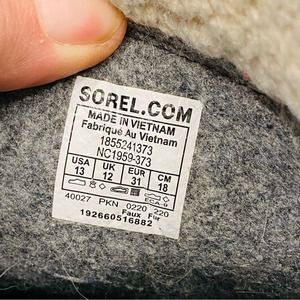 SOREL.COM
MADE IN VIETNAM
Fabriqué Au Vietnam
1855241373
NC1959-373
USA UK EUR CM
13 12 31 18
40027 PKN 0220 220
Faux Fur
192660516882